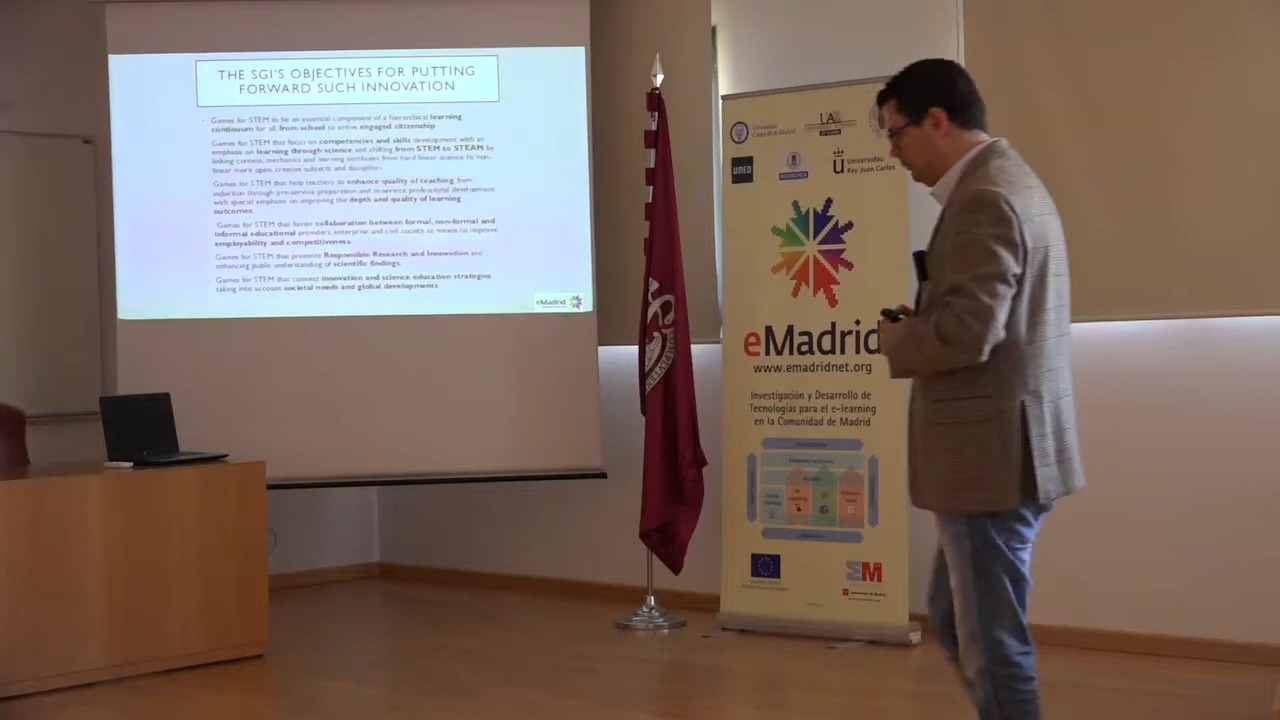 THE SGI'S OBJECTIVES FOR PUTTING
FORWARD SUCH INNOVATION
Games for STEM to be an essential component of a hierarchical learning
continuum for all, from school to active engaged citizenship
Games for STEM that focus on competencies and skills development with an
emphasis on learning through science and shifting from STEM to STEAM by
linking content, mechanics and learning attributes from hard linear science to non-
linear more open, creative subjects and disciplines
Games for STEM that help teachers to enhance quality of teaching from
induction through pre-service preparation and in-service professional development
with special emphasis on improving the depth and quality of learning
outcomes
Games for STEM that foster collaboration between formal, non-formal and
informal educational providers, enterprise and civil society as means to improve
employability and competitiveness.
Games for STEM that promote Responsible Research and Innovation and
enhancing public understanding of scientific findings.
Games for STEM that connect innovation and science education strategies
taking into account societal needs and global developments.
eMadrid
UNED
Universidad
Rey Juan Carlos
eMadrid
www.emadridnet.org
Investigación y Desarrollo de
Tecnologías para el e-learning
en la Comunidad de Madrid